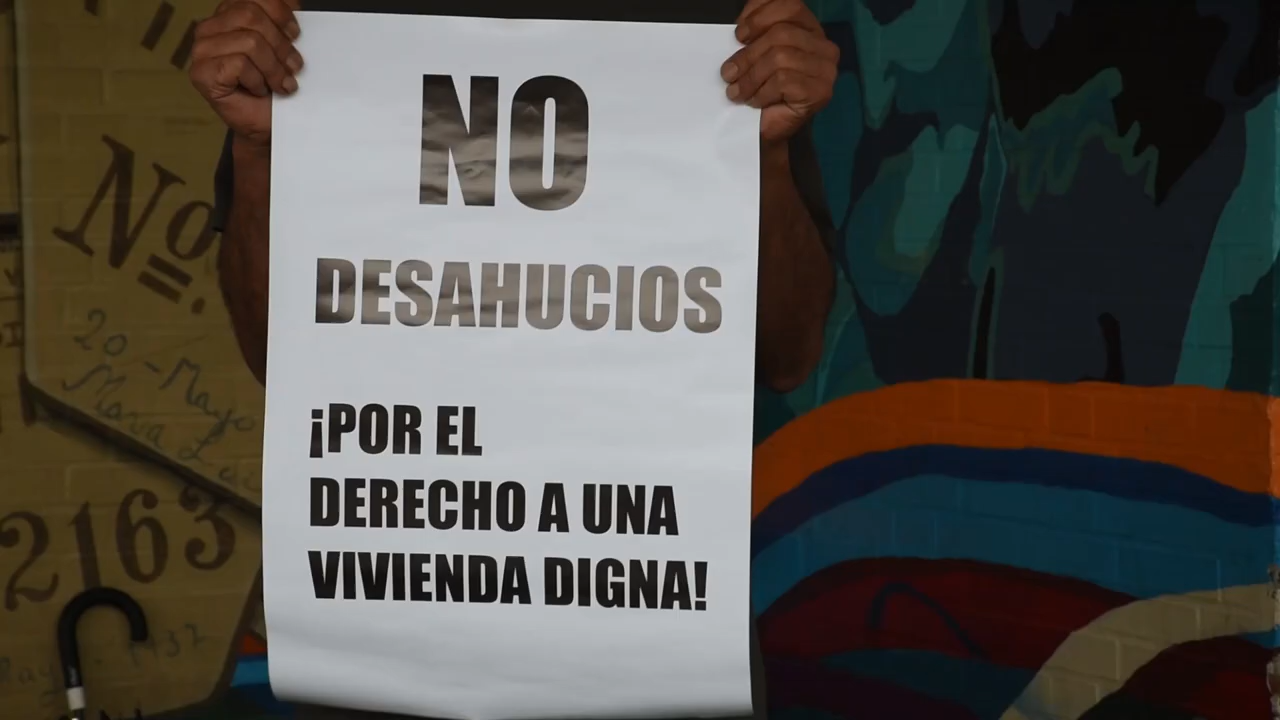 NO
DESAHUCIOS
¡POR EL
DERECHO A UNA
VIVIENDA DIGNA!
No.
20 - Mayo
2163